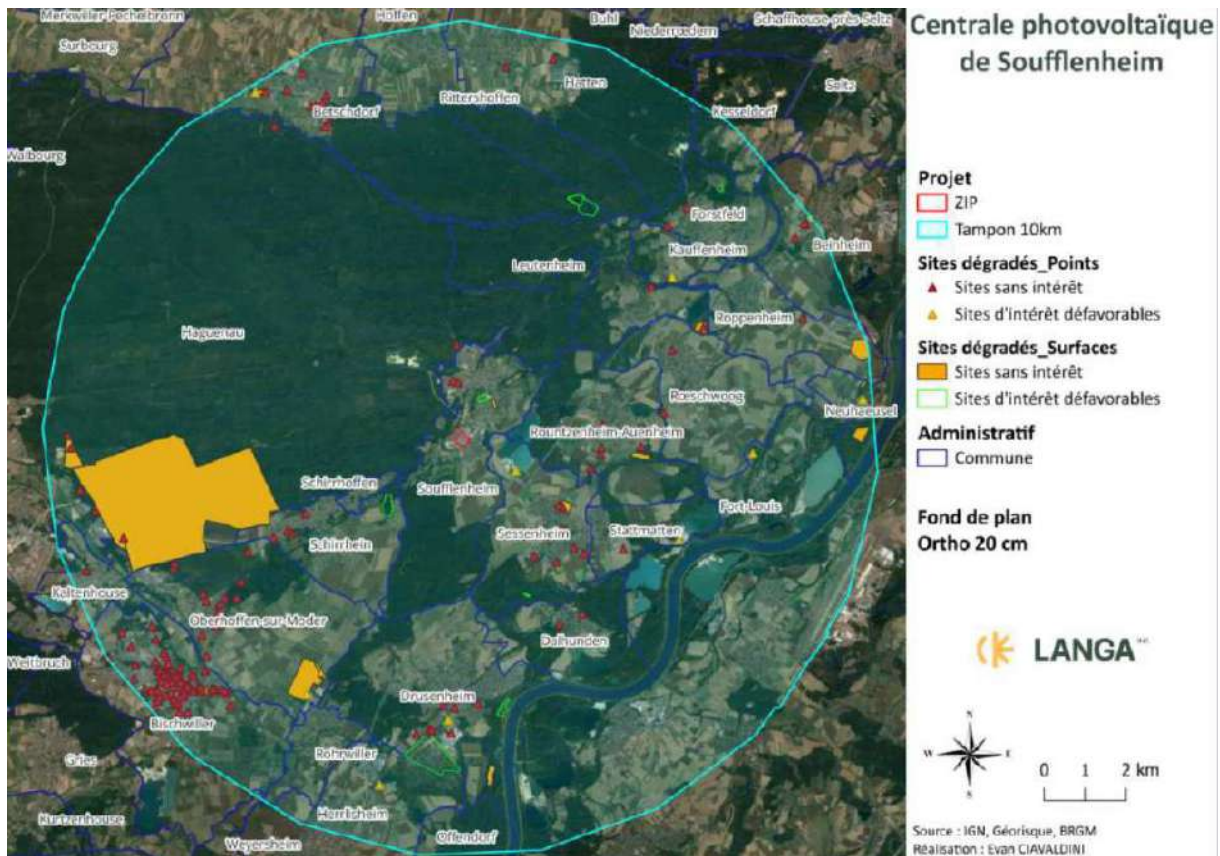 Merkwiller-Pechelbronn
Hoffen
Buhl
Schaffhouse-près-Seltz
Surbourg
Niederrœdern
Hatten
Seltz
Rittershoffen
Betschdorf
Kesseldorf
Walbourg
Forstfeld
Beinheim
Kauffenheim
Leutenheim
Roppenheim
Haguenau
Rœschwoog
Neuhaeusel
Rountzenheim-Auenheim
Schirrhoffen
Soufflenheim
Fort-Louis
Sessenheim
Stattmatten
Schirrhein
Kaltenhouse
Oberhoffen-sur-Moder
Dalhunden
Weitbruch
Drusenheim
Bischwiller
Rohrwiller
Gries
Herrlisheim
Kurtzenhouse
Offendorf
Weyersheim
Centrale photovoltaïque
de Soufflenheim
Projet
ZIP
Tampon 10km
Sites dégradés_Points
Sites sans intérêt
Sites d'intérêt défavorables
Sites dégradés_Surfaces
Sites sans intérêt
Sites d'intérêt défavorables
Administratif
Commune
Fond de plan
Ortho 20 cm
LANGA
N
W E
S
0 1 2 km
Source : IGN, Géorisque, BRGM
Réalisation : Evan CIAVALDINI